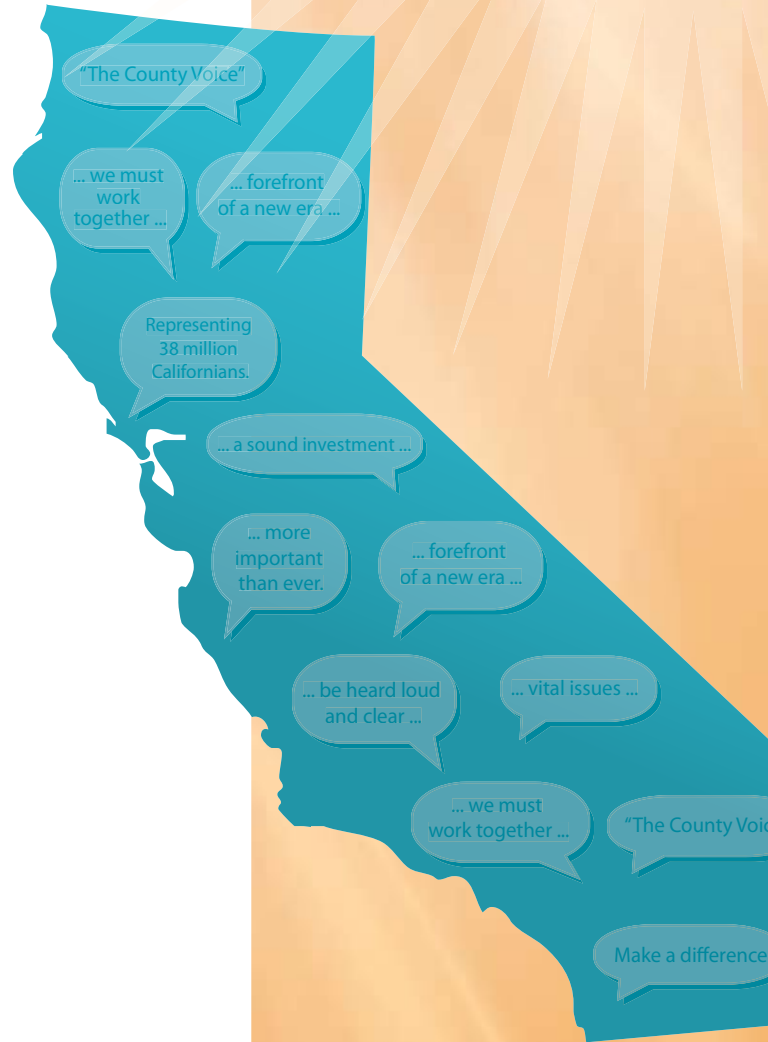 “The County Voice”
... we must
work
together ...
... forefront
of a new era ...
Representing
38 million
Californians.
... a sound investment ...
... more
important
than ever.
... forefront
of a new era ...
... be heard loud
and clear ...
... vital issues ...
... we must
work together ...
“The County Voic
Make a difference